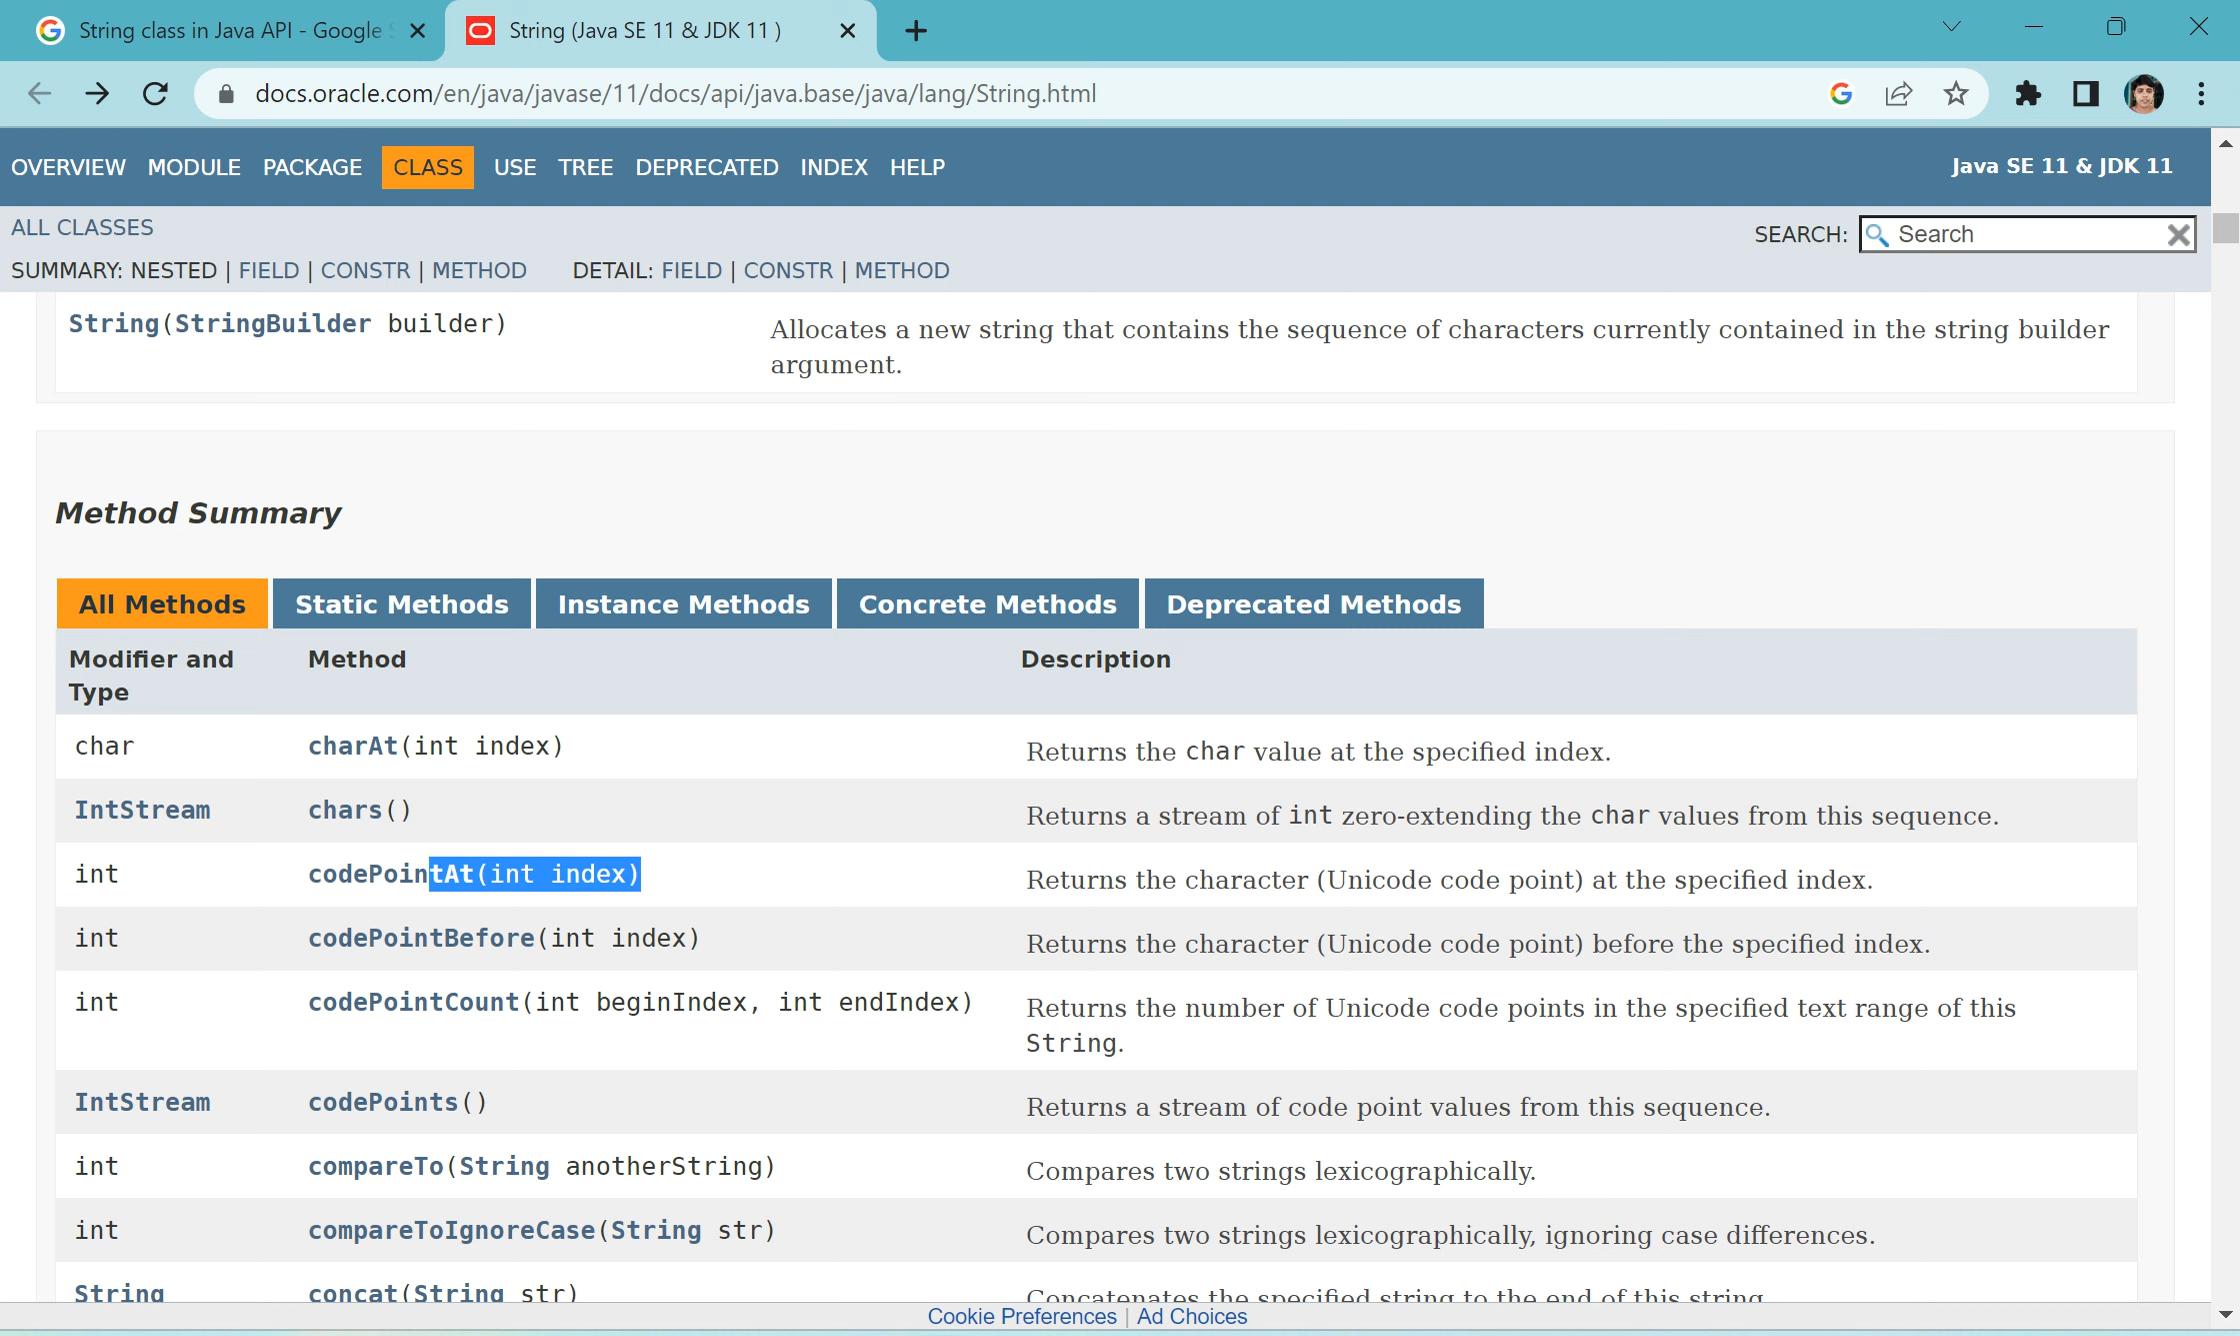 String class in Java API - Google
String (Java SE 11 & JDK 11 )
docs.oracle.com/en/java/javase/11/docs/api/java.base/java/lang/String.html
OVERVIEW MODULE PACKAGE CLASS USE TREE DEPRECATED INDEX HELP
Java SE 11 & JDK 11
ALL CLASSES
SEARCH: Search
SUMMARY: NESTED | FIELD | CONSTR | METHOD DETAIL: FIELD | CONSTR | METHOD
String(StringBuilder builder)
Allocates a new string that contains the sequence of characters currently contained in the string builder
argument.
Method Summary
All Methods Static Methods Instance Methods Concrete Methods Deprecated Methods
Modifier and
Type
Method
Description
char charAt(int index) Returns the char value at the specified index.
IntStream chars() Returns a stream of int zero-extending the char values from this sequence.
int codePointAt(int index) Returns the character (Unicode code point) at the specified index.
int codePointBefore(int index) Returns the character (Unicode code point) before the specified index.
int codePointCount(int beginIndex, int endIndex) Returns the number of Unicode code points in the specified text range of this
String.
IntStream codePoints() Returns a stream of code point values from this sequence.
int compareTo(String anotherString) Compares two strings lexicographically.
int compareToIgnoreCase(String str) Compares two strings lexicographically, ignoring case differences.
String concat(String str) Concatenates the specified string to the end of this string.
Cookie Preferences | Ad Choices